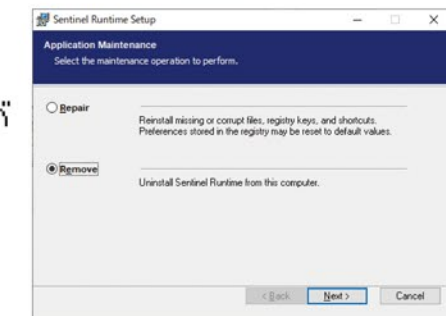 Sentinel Runtime Setup
Application Maintenance
Select the maintenance operation to perform.
Repair
Reinstall missing or corrupt files, registry keys, and shortcuts.
Preferences stored in the registry may be reset to default values.
Remove
Uninstall Sentinel Runtime from this computer.
< Back
Next >
Cancel